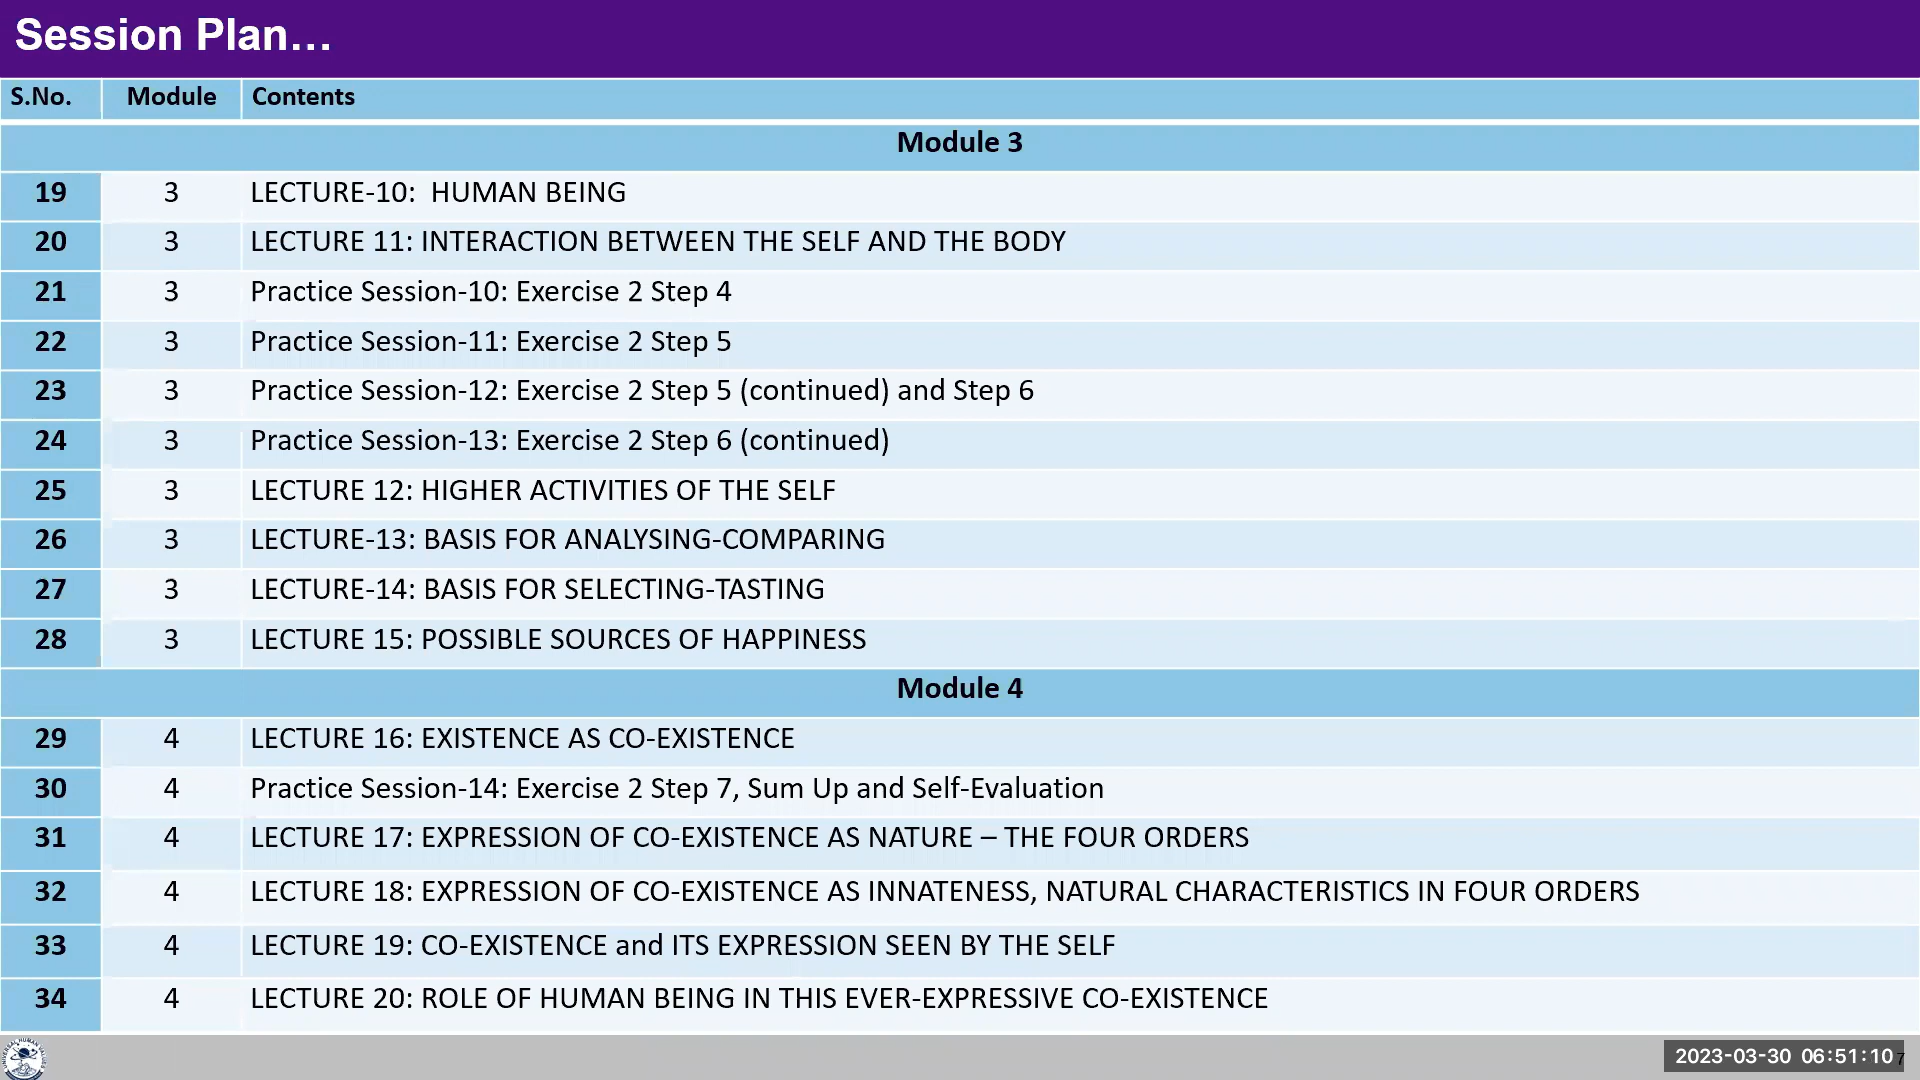 Session Plan...
S.No. Module Contents
Module 3
19 3 LECTURE-10: HUMAN BEING
20 3 LECTURE 11: INTERACTION BETWEEN THE SELF AND THE BODY
21 3 Practice Session-10: Exercise 2 Step 4
22 3 Practice Session-11: Exercise 2 Step 5
23 3 Practice Session-12: Exercise 2 Step 5 (continued) and Step 6
24 3 Practice Session-13: Exercise 2 Step 6 (continued)
25 3 LECTURE 12: HIGHER ACTIVITIES OF THE SELF
26 3 LECTURE-13: BASIS FOR ANALYSING-COMPARING
27 3 LECTURE-14: BASIS FOR SELECTING-TASTING
28 3 LECTURE 15: POSSIBLE SOURCES OF HAPPINESS
Module 4
29 4 LECTURE 16: EXISTENCE AS CO-EXISTENCE
30 4 Practice Session-14: Exercise 2 Step 7, Sum Up and Self-Evaluation
31 4 LECTURE 17: EXPRESSION OF CO-EXISTENCE AS NATURE – THE FOUR ORDERS
32 4 LECTURE 18: EXPRESSION OF CO-EXISTENCE AS INNATENESS, NATURAL CHARACTERISTICS IN FOUR ORDERS
33 4 LECTURE 19: CO-EXISTENCE and ITS EXPRESSION SEEN BY THE SELF
34 4 LECTURE 20: ROLE OF HUMAN BEING IN THIS EVER-EXPRESSIVE CO-EXISTENCE
2023-03-30 06:51:10 7